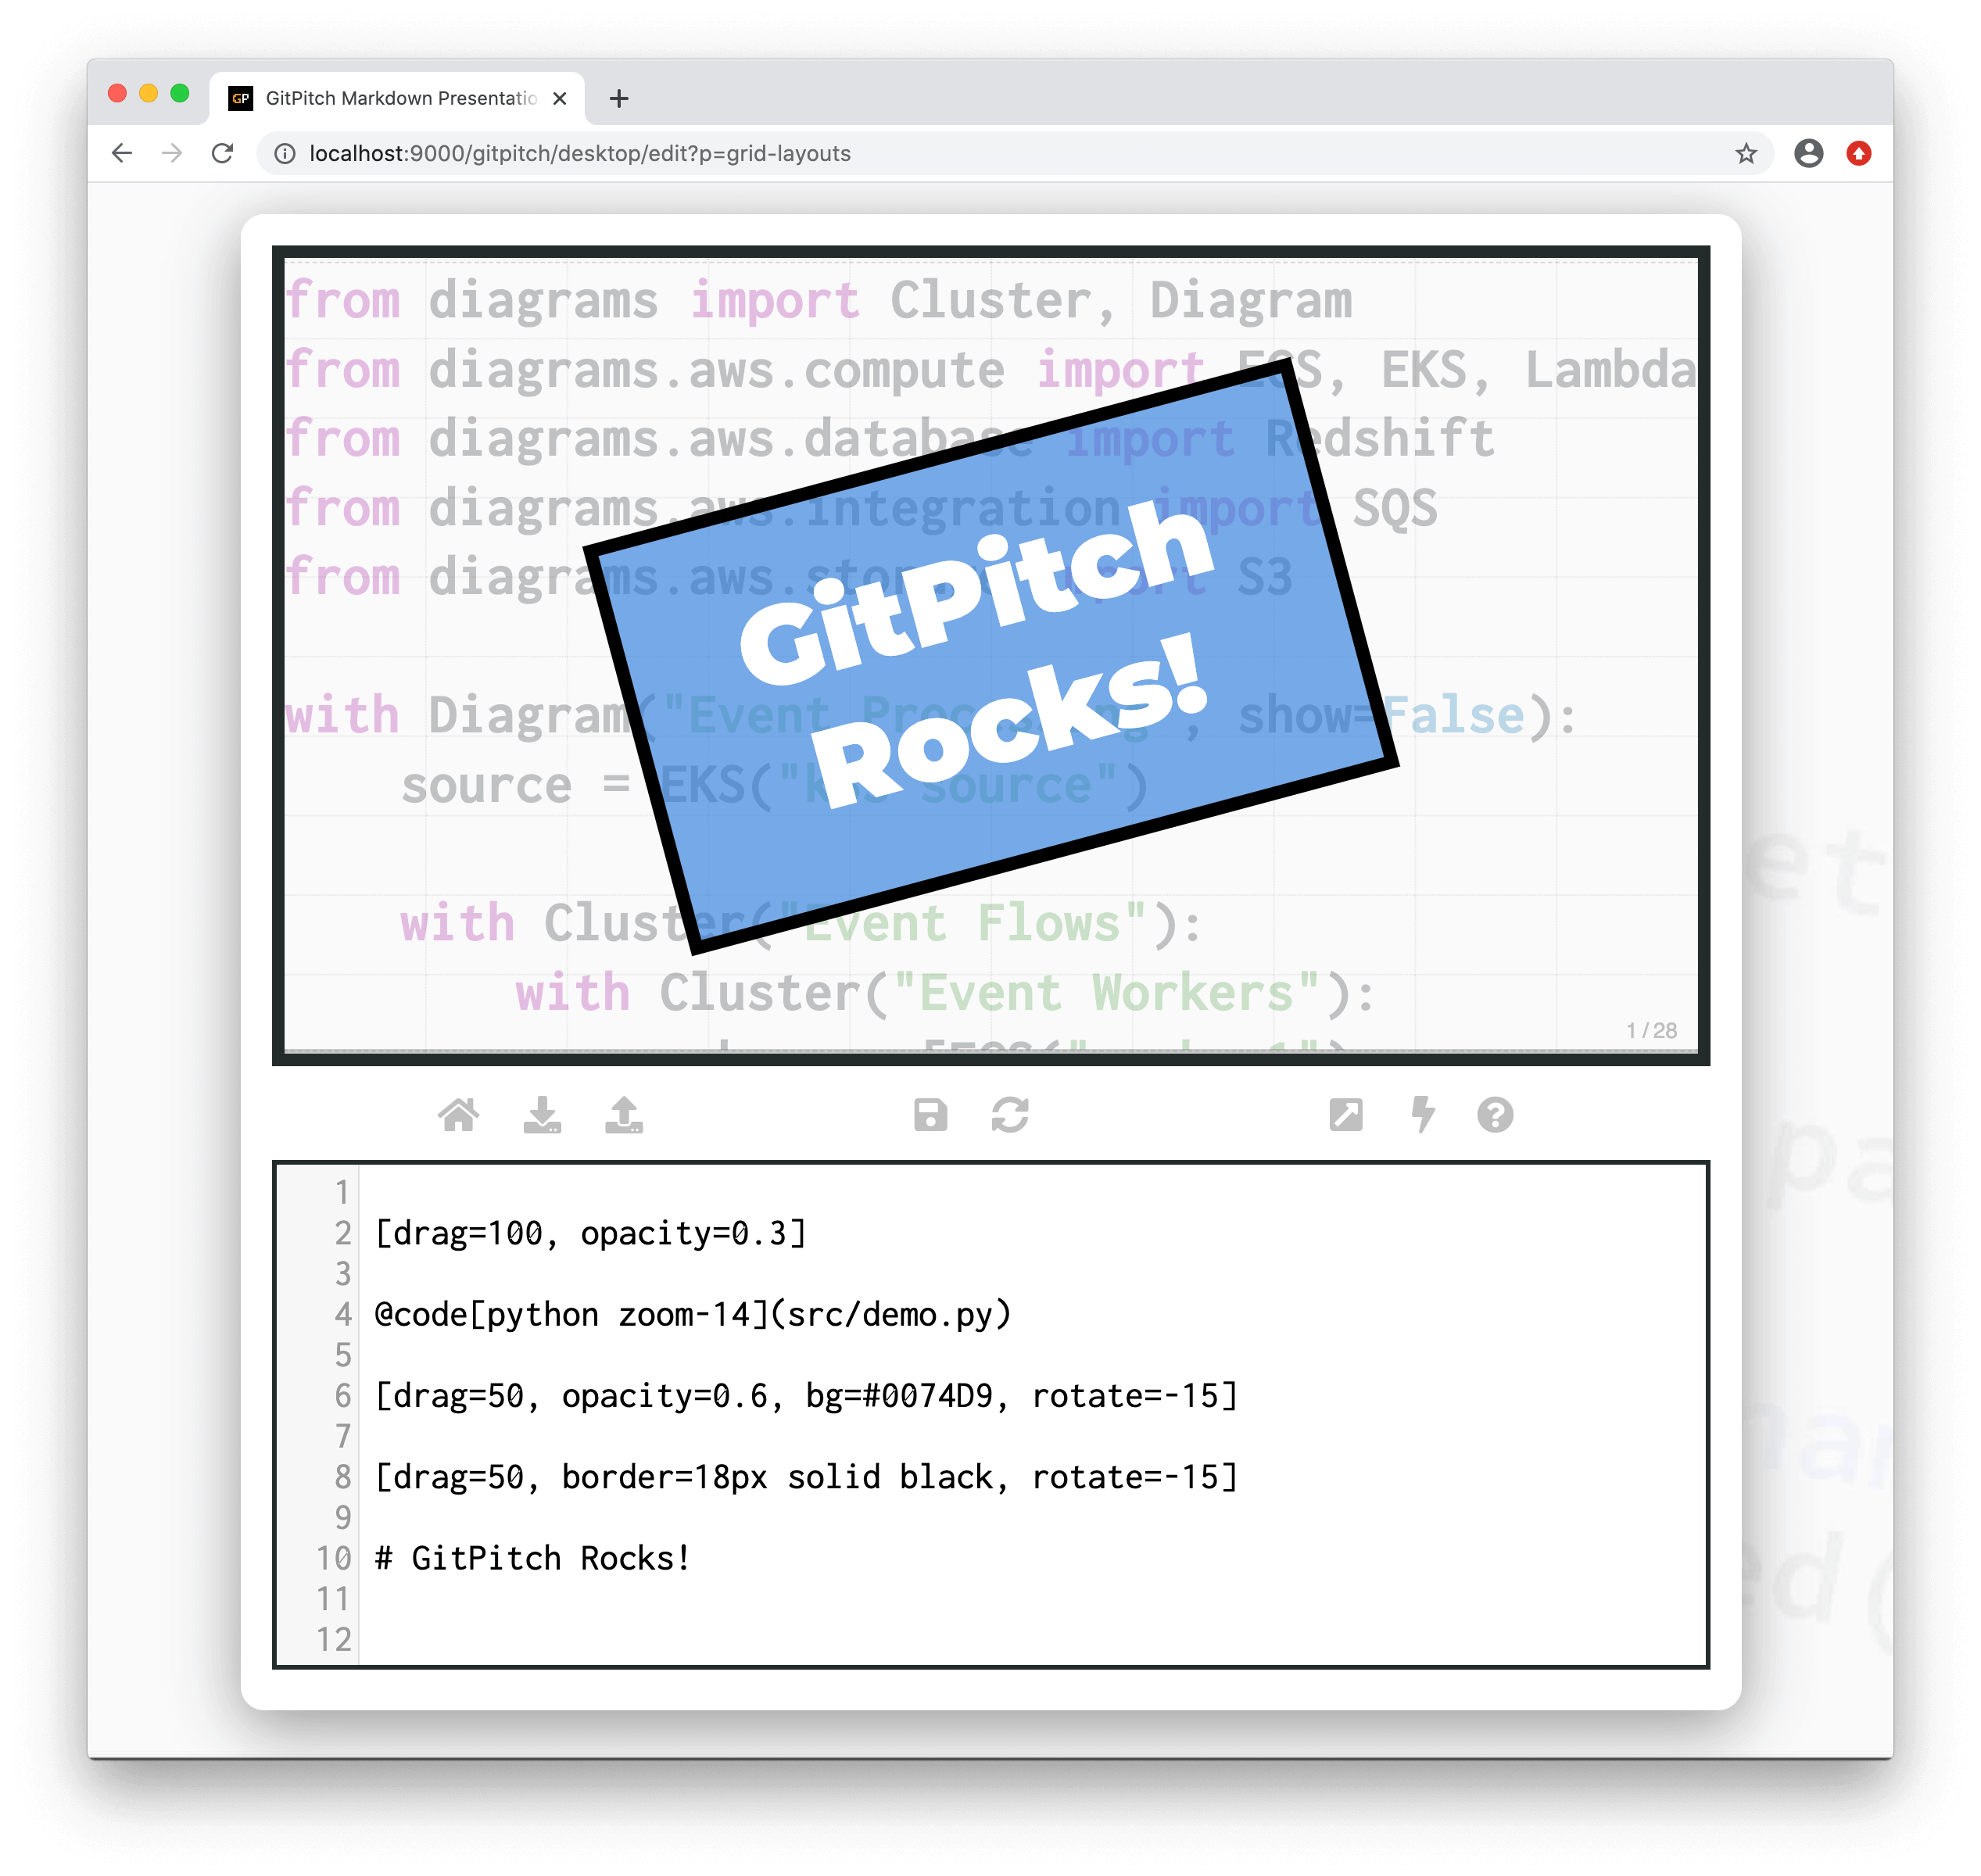 GP GitPitch Markdown Presentatio
localhost:9000/gitpitch/desktop/edit?p=grid-layouts
from diagrams import Cluster, Diagram
from diagrams.aws.compute import ECS, EKS, Lambda
from diagrams.aws.database import Redshift
from diagrams.aws.integration import SQS
from diagrams.aws.storage import S3
with Diagram("Event Processing", show=False):
source = EKS("k8s source")
with Cluster("Event Flows"):
with Cluster("Event Workers"):
GitPitch
Rocks!
1 / 28
1
2 [drag=100, opacity=0.3]
3
4 @code[python zoom-14](src/demo.py)
5
6 [drag=50, opacity=0.6, bg=#0074D9, rotate=-15]
7
8 [drag=50, border=18px solid black, rotate=-15]
9
10 # GitPitch Rocks!
11
12